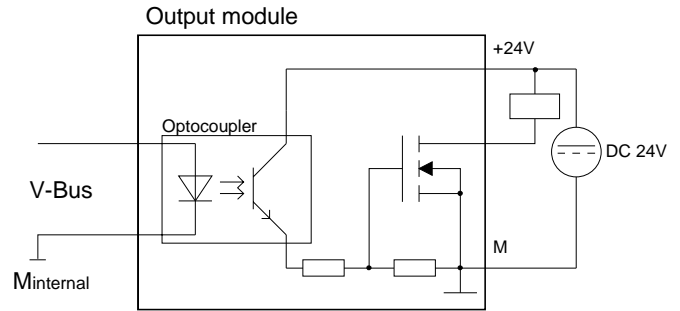 Output module
+24V
Optocoupler
DC 24V
V-Bus
M
Minternal